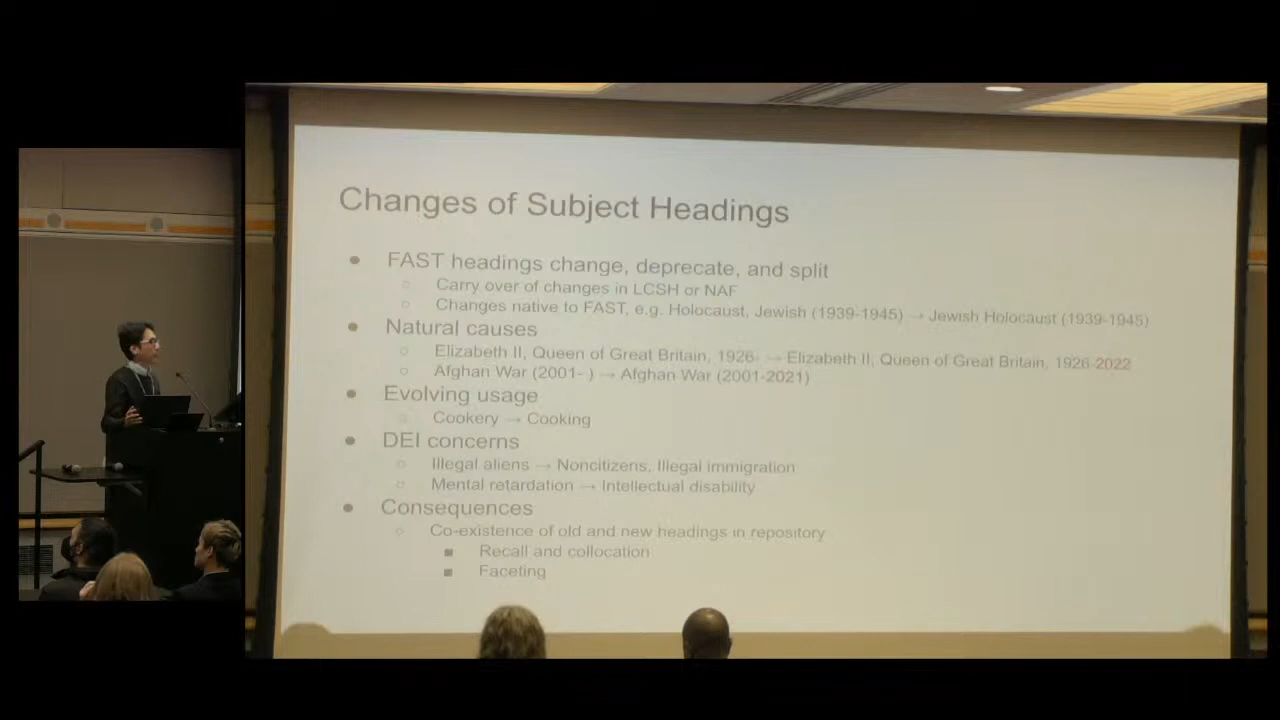 Changes of Subject Headings
● FAST headings change, deprecate, and split
○ Carry over of changes in LCSH or NAF
○ Changes native to FAST, e.g. Holocaust, Jewish (1939-1945) → Jewish Holocaust (1939-1945)
● Natural causes
○ Elizabeth II, Queen of Great Britain, 1926- → Elizabeth II, Queen of Great Britain, 1926-2022
○ Afghan War (2001- ) → Afghan War (2001-2021)
● Evolving usage
○ Cookery → Cooking
● DEI concerns
○ Illegal aliens → Noncitizens, Illegal immigration
○ Mental retardation → Intellectual disability
● Consequences
○ Co-existence of old and new headings in repository
■ Recall and collocation
■ Faceting